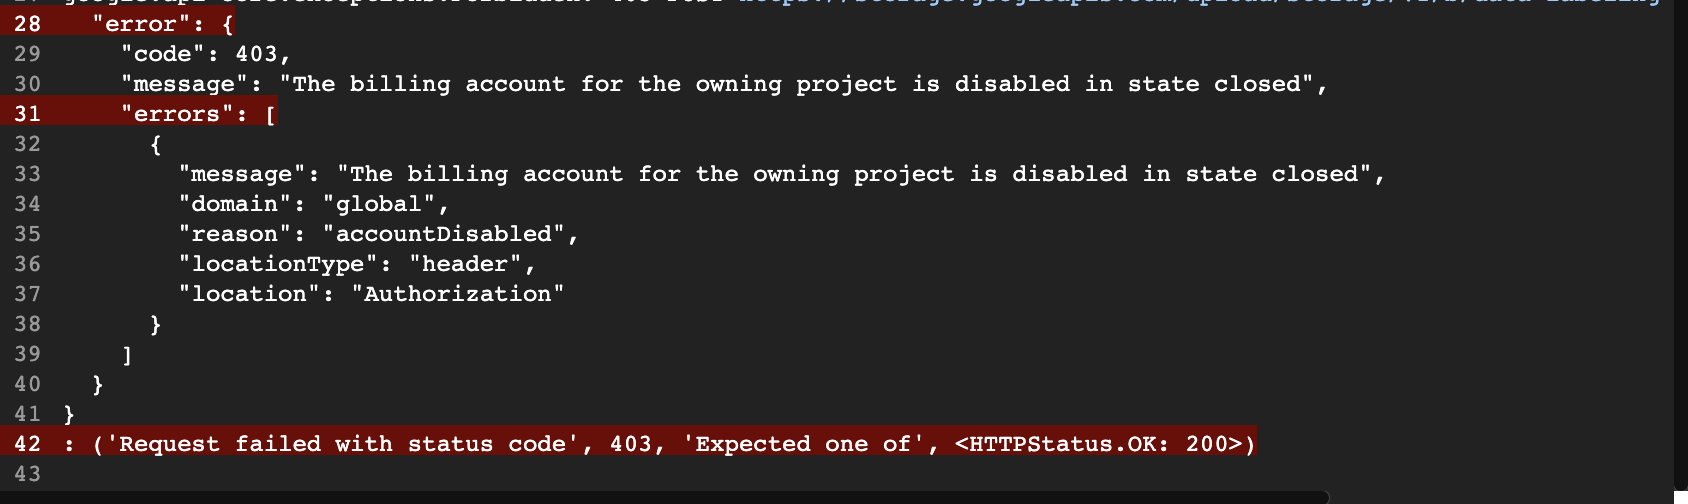 28 "error": {
29 "code": 403,
30 "message": "The billing account for the owning project is disabled in state closed",
31 "errors": [
32 {
33 "message": "The billing account for the owning project is disabled in state closed",
34 "domain": "global",
35 "reason": "accountDisabled",
36 "locationType": "header",
37 "location": "Authorization"
38 }
39 ]
40 }
41 }
42 : ('Request failed with status code', 403, 'Expected one of', <HTTPStatus.OK: 200>)
43